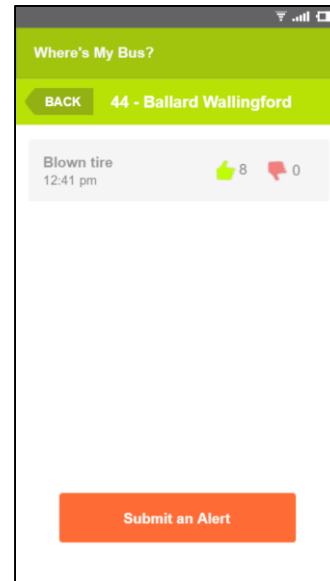 Where's My Bus?
BACK 44 - Ballard Wallingford
Blown tire
12:41 pm
8 0
Submit an Alert